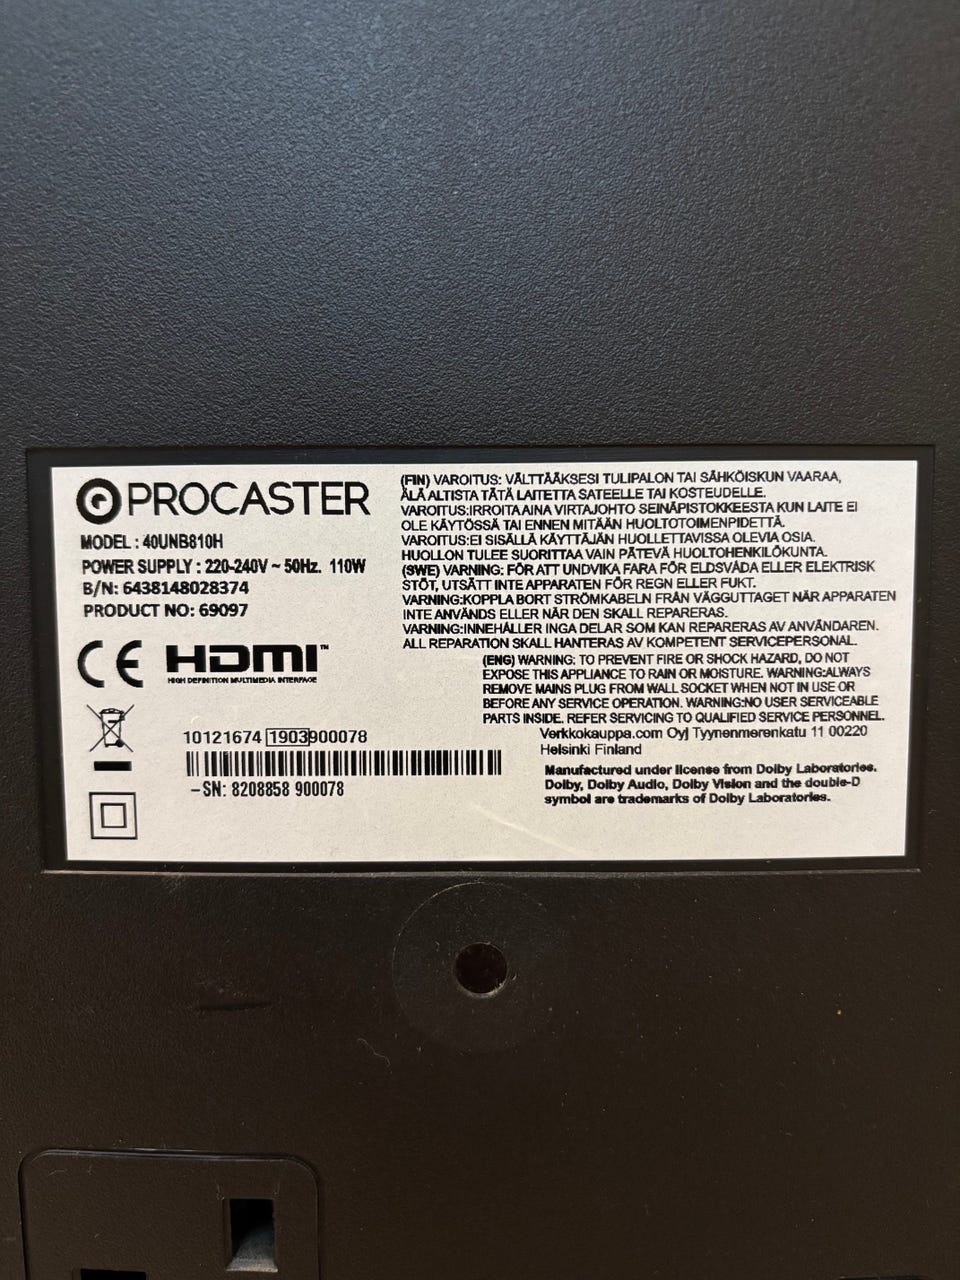 PROCASTER
MODEL : 40UNB810H
POWER SUPPLY : 220-240V ~ 50Hz. 110W
B/N: 6438148028374
PRODUCT NO: 69097
CE HDMI™
HIGH DEFINITION MULTIMEDIA INTERFACE
10121674 1903900078
-SN: 8208858 900078
(FIN) VAROITUS: VÄLTTÄÄKSESI TULIPALON TAI SÄHKÖISKUN VAARAA,
ÄLÄ ALTISTA TÄTÄ LAITETTA SATEELLE TAI KOSTEUDELLE.
VAROITUS:IRROITA AINA VIRTAJOHTO SEINÄPISTOKKEESTA KUN LAITE EI
OLE KÄYTÖSSÄ TAI ENNEN MITÄÄN HUOLTOTOIMENPIDETTÄ.
VAROITUS:EI SISÄLLÄ KÄYTTÄJÄN HUOLLETTAVISSA OLEVIA OSIA.
HUOLLON TULEE SUORITTAA VAIN PÄTEVÄ HUOLTOHENKILÖKUNTA.
(SWE) VARNING: FÖR ATT UNDVIKA FARA FÖR ELDSVÅDA ELLER ELEKTRISK
STÖT, UTSÄTT INTE APPARATEN FÖR REGN ELLER FUKT.
VARNING:KOPPLA BORT STRÖMKABELN FRÅN VÄGGUTTAGET NÄR APPARATEN
INTE ANVÄNDS ELLER NÄR DEN SKALL REPARERAS.
VARNING:INNEHÅLLER INGA DELAR SOM KAN REPARERAS AV ANVÄNDAREN.
ALL REPARATION SKALL HANTERAS AV KOMPETENT SERVICEPERSONAL.
(ENG) WARNING: TO PREVENT FIRE OR SHOCK HAZARD, DO NOT
EXPOSE THIS APPLIANCE TO RAIN OR MOISTURE. WARNING:ALWAYS
REMOVE MAINS PLUG FROM WALL SOCKET WHEN NOT IN USE OR
BEFORE ANY SERVICE OPERATION. WARNING:NO USER SERVICEABLE
PARTS INSIDE. REFER SERVICING TO QUALIFIED SERVICE PERSONNEL.
Verkkokauppa.com Oyj Tyynenmerenkatu 11 00220
Helsinki Finland
Manufactured under license from Dolby Laboratories.
Dolby, Dolby Audio, Dolby Vision and the double-D
symbol are trademarks of Dolby Laboratories.